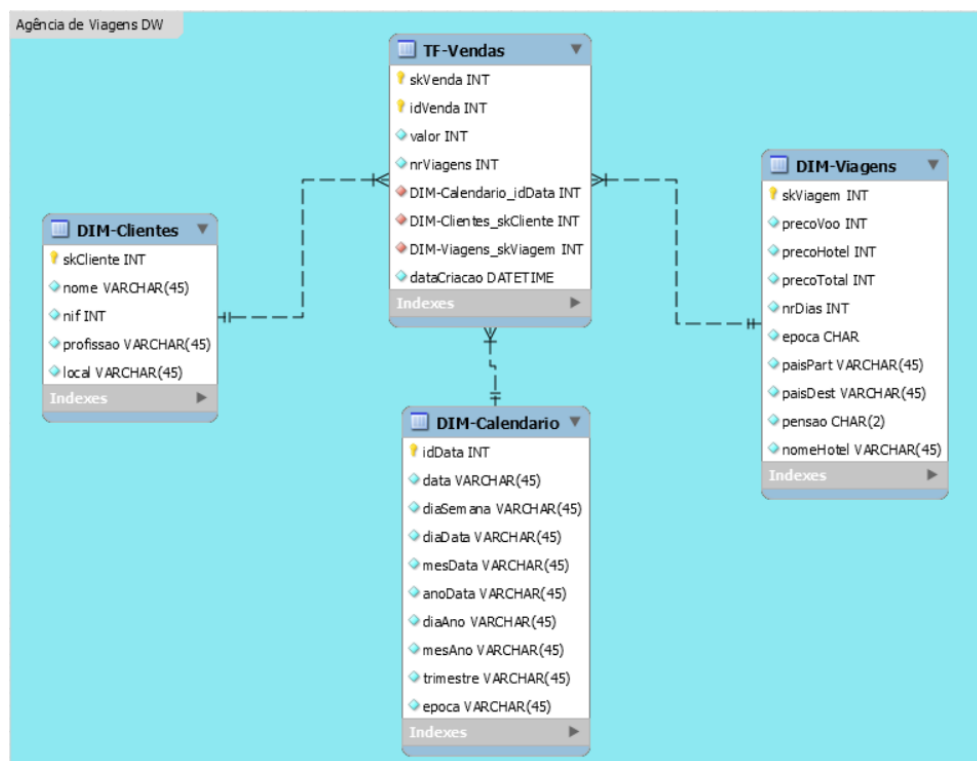 Agência de Viagens DW
TF-Vendas
skVenda INT
idVenda INT
valor INT
nrViagens INT
DIM-Calendario_idData INT
DIM-Clientes_skCliente INT
DIM-Viagens_skViagem INT
dataCriacao DATETIME
Indexes
DIM-Clientes
skCliente INT
nome VARCHAR(45)
nif INT
profissao VARCHAR(45)
local VARCHAR(45)
Indexes
DIM-Viagens
skViagem INT
precoVoo INT
precoHotel INT
precoTotal INT
nrDias INT
epoca CHAR
paisPart VARCHAR(45)
paisDest VARCHAR(45)
pensao CHAR(2)
nomeHotel VARCHAR(45)
Indexes
DIM-Calendario
idData INT
data VARCHAR(45)
diaSemana VARCHAR(45)
diaData VARCHAR(45)
mesData VARCHAR(45)
anoData VARCHAR(45)
diaAno VARCHAR(45)
mesAno VARCHAR(45)
trimestre VARCHAR(45)
epoca VARCHAR(45)
Indexes